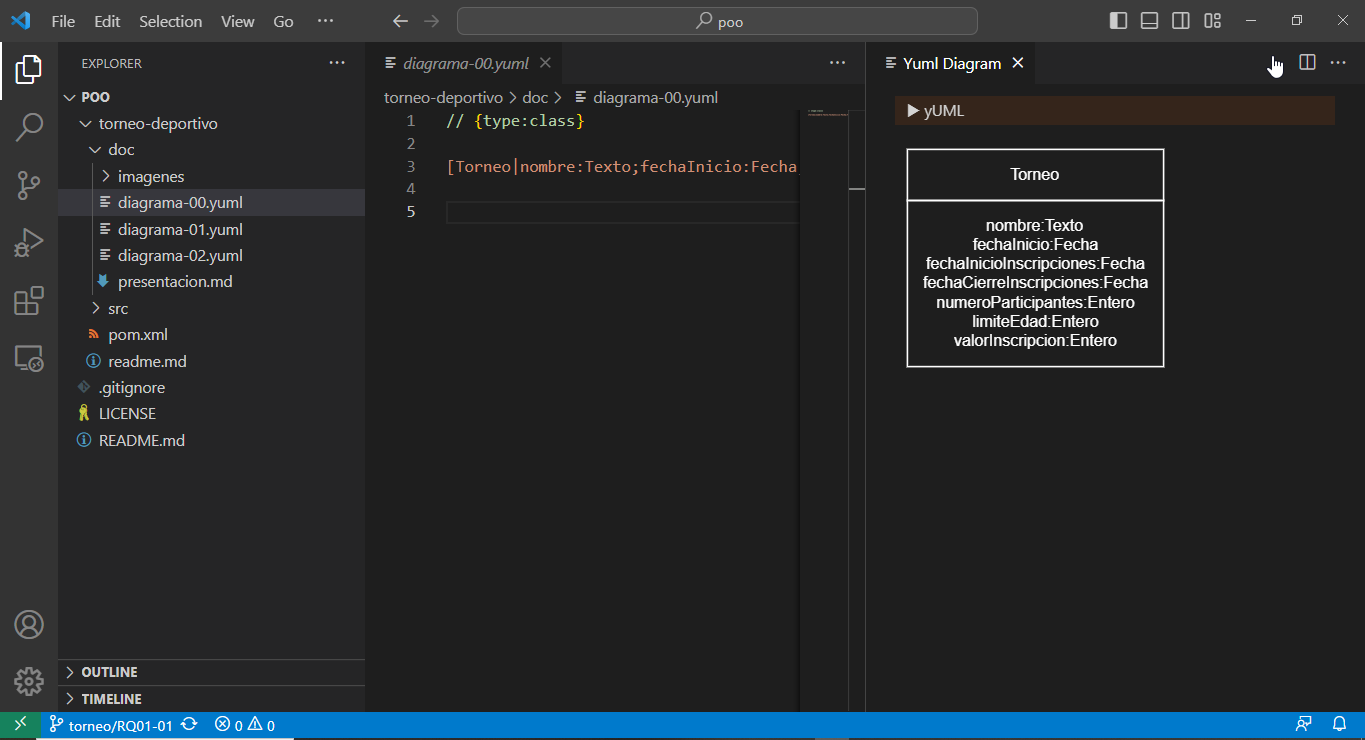 File Edit Selection View Go ···
poo
EXPLORER ···
POO
torneo-deportivo
doc
imagenes
diagrama-00.yuml
diagrama-01.yuml
diagrama-02.yuml
presentacion.md
src
pom.xml
readme.md
.gitignore
LICENSE
README.md
OUTLINE
TIMELINE
diagrama-00.yuml
torneo-deportivo > doc > diagrama-00.yuml
1 // {type:class}
2
3 [Torneo|nombre:Texto;fechaInicio:Fecha;
4
5
Yuml Diagram
yUML
Torneo
nombre:Texto
fechaInicio:Fecha
fechaInicioInscripciones:Fecha
fechaCierreInscripciones:Fecha
numeroParticipantes:Entero
limiteEdad:Entero
valorInscripcion:Entero
torneo/RQ01-01 0 0